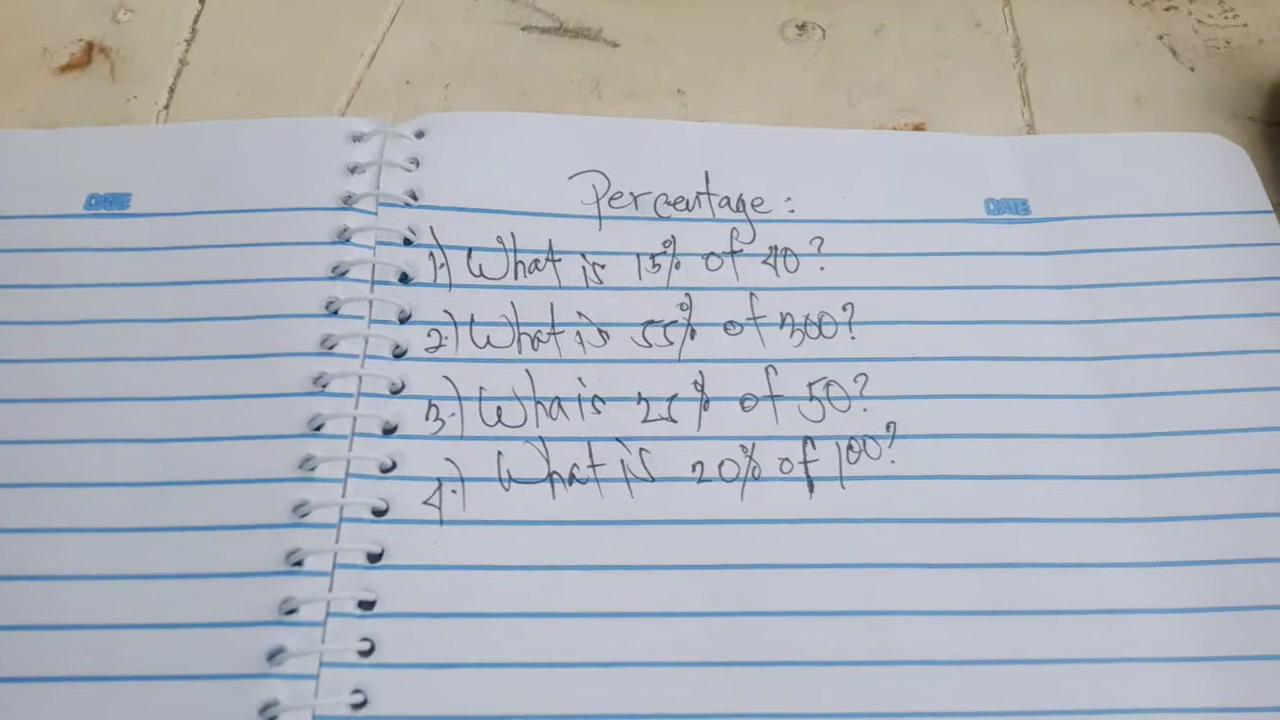 DATE
DATE
Percentage:
1.) What is 15% of 40?
2.) What is 55% of 300?
3.) Wha is 25% of 50?
4.) What is 20% of 100?